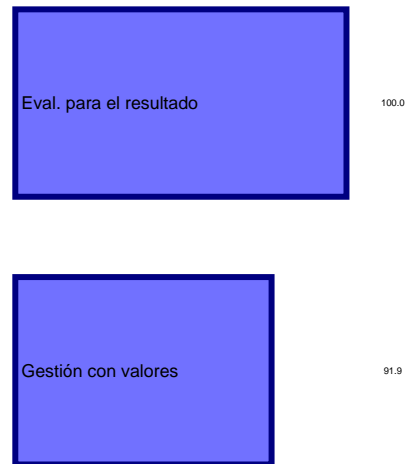 Eval. para el resultado 100.0
Gestión con valores 91.9